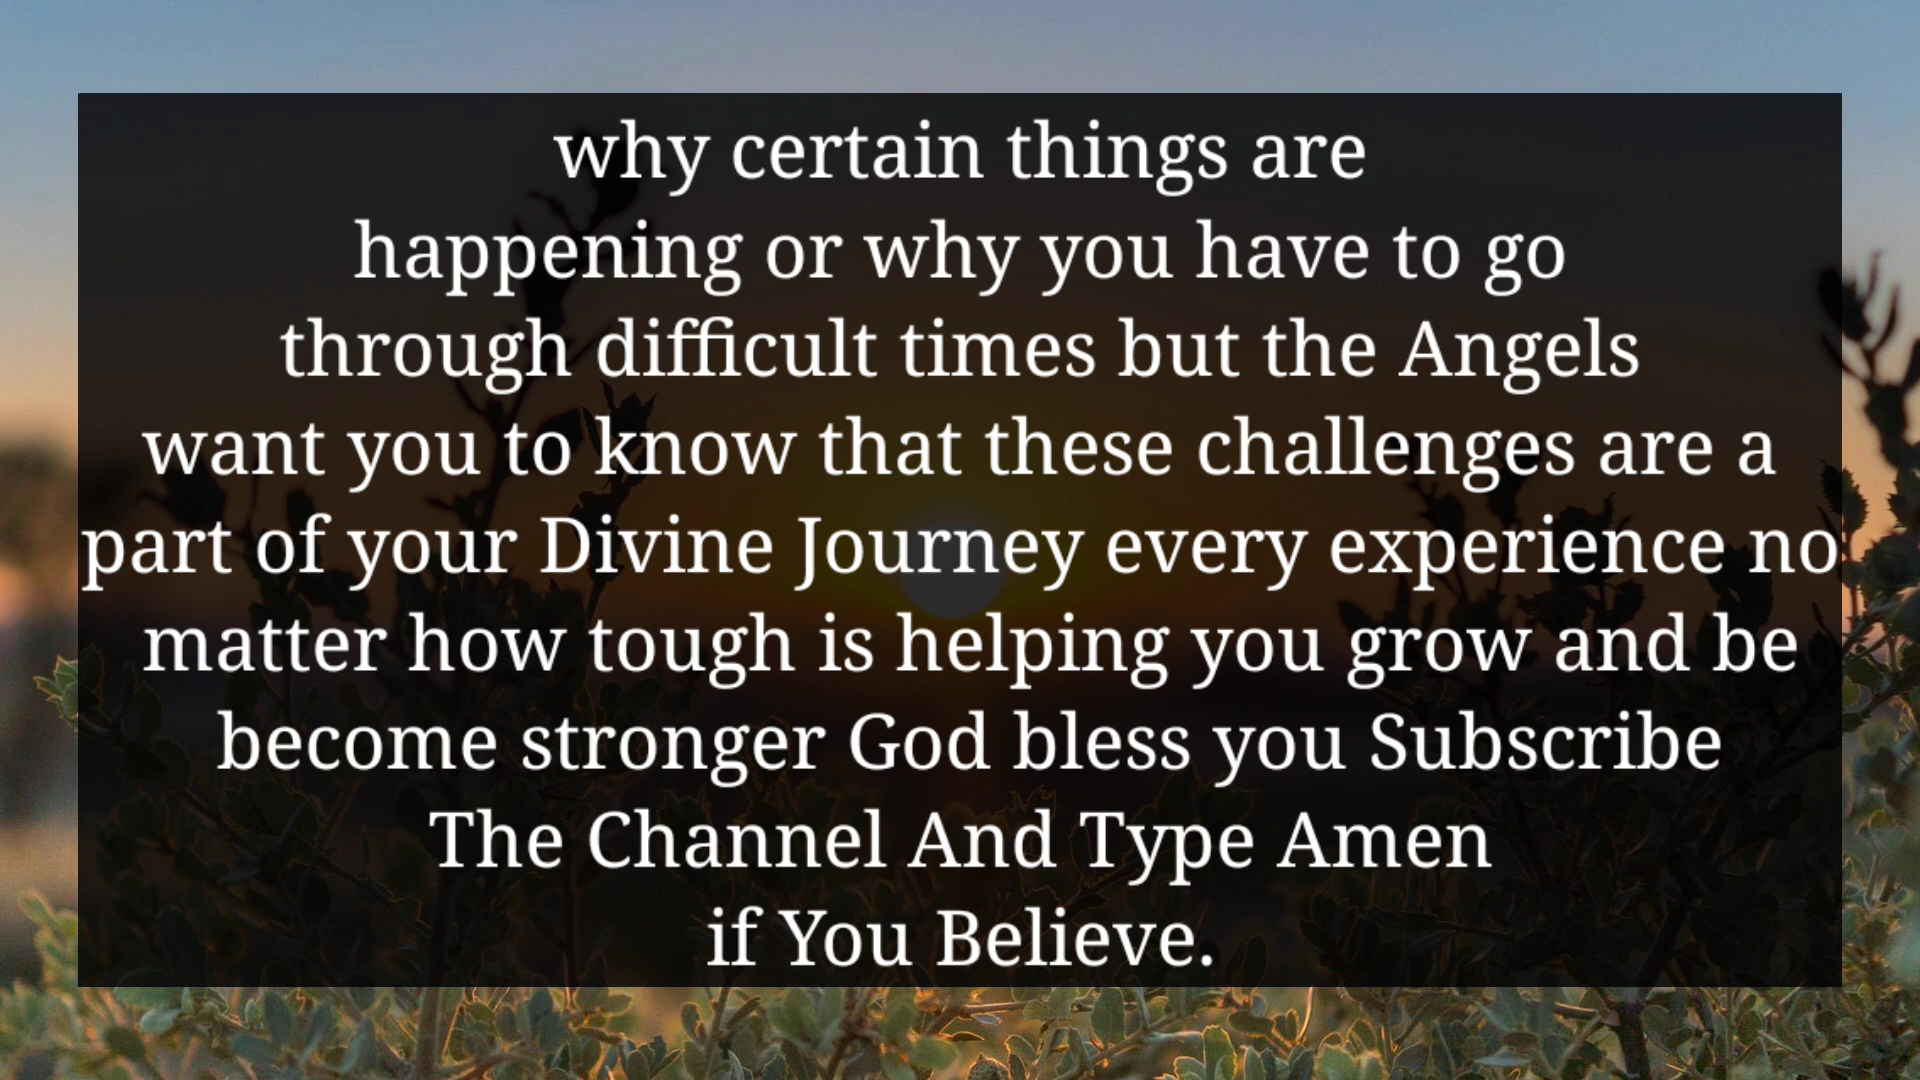 why certain things are
happening or why you have to go
through difficult times but the Angels
want you to know that these challenges are a
part of your Divine Journey every experience no
matter how tough is helping you grow and be
become stronger God bless you Subscribe
The Channel And Type Amen
if You Believe.